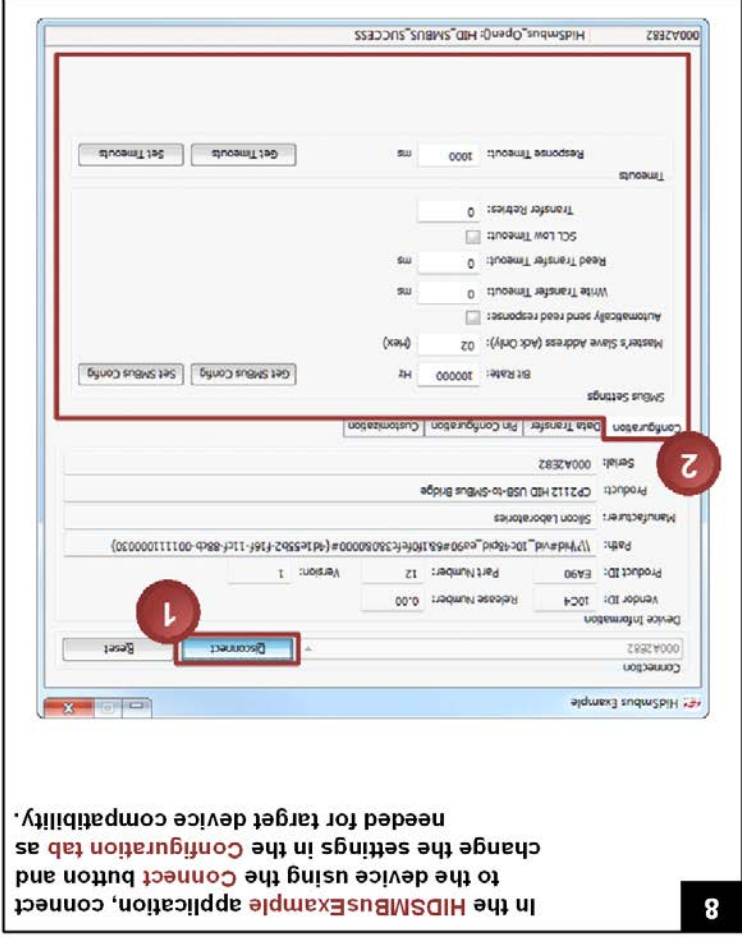 8
In the HIDSMBusExample application, connect
to the device using the Connect button and
change the settings in the Configuration tab as
needed for target device compatibility.
HidSmbus Example
Connection
000A2E82 Disconnect Reset
1
Device Information
Vendor ID: 10C4 Release Number: 0.00
Product ID: EA90 Part Number: 12 Version: 1
Path:
Manufacturer: Silicon Laboratories
Product: CP2112 HID USB-to-SMBus Bridge
Serial: 000A2E82
2
Configuration Data Transfer Pin Configuration Customization
SMBus Settings
Bit Rate: 100000 Hz Get SMBus Config Set SMBus Config
Master's Slave Address (Ack Only): 02 (Hex)
Automatically send read response:
Write Transfer Timeout: 0 ms
Read Transfer Timeout: 0 ms
SCL Low Timeout:
Transfer Retries: 0
Timeouts
Response Timeout: 1000 ms Get Timeouts Set Timeouts
000A2E82 HidSmbus_Open(): HID_SMBUS_SUCCESS